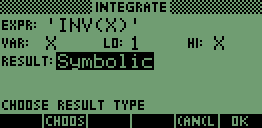 INTEGRATE
EXPR: 'INV(X)'
VAR: X LO: 1 HI: X
RESULT: Symbolic
CHOOSE RESULT TYPE
CHOOS CANCL OK